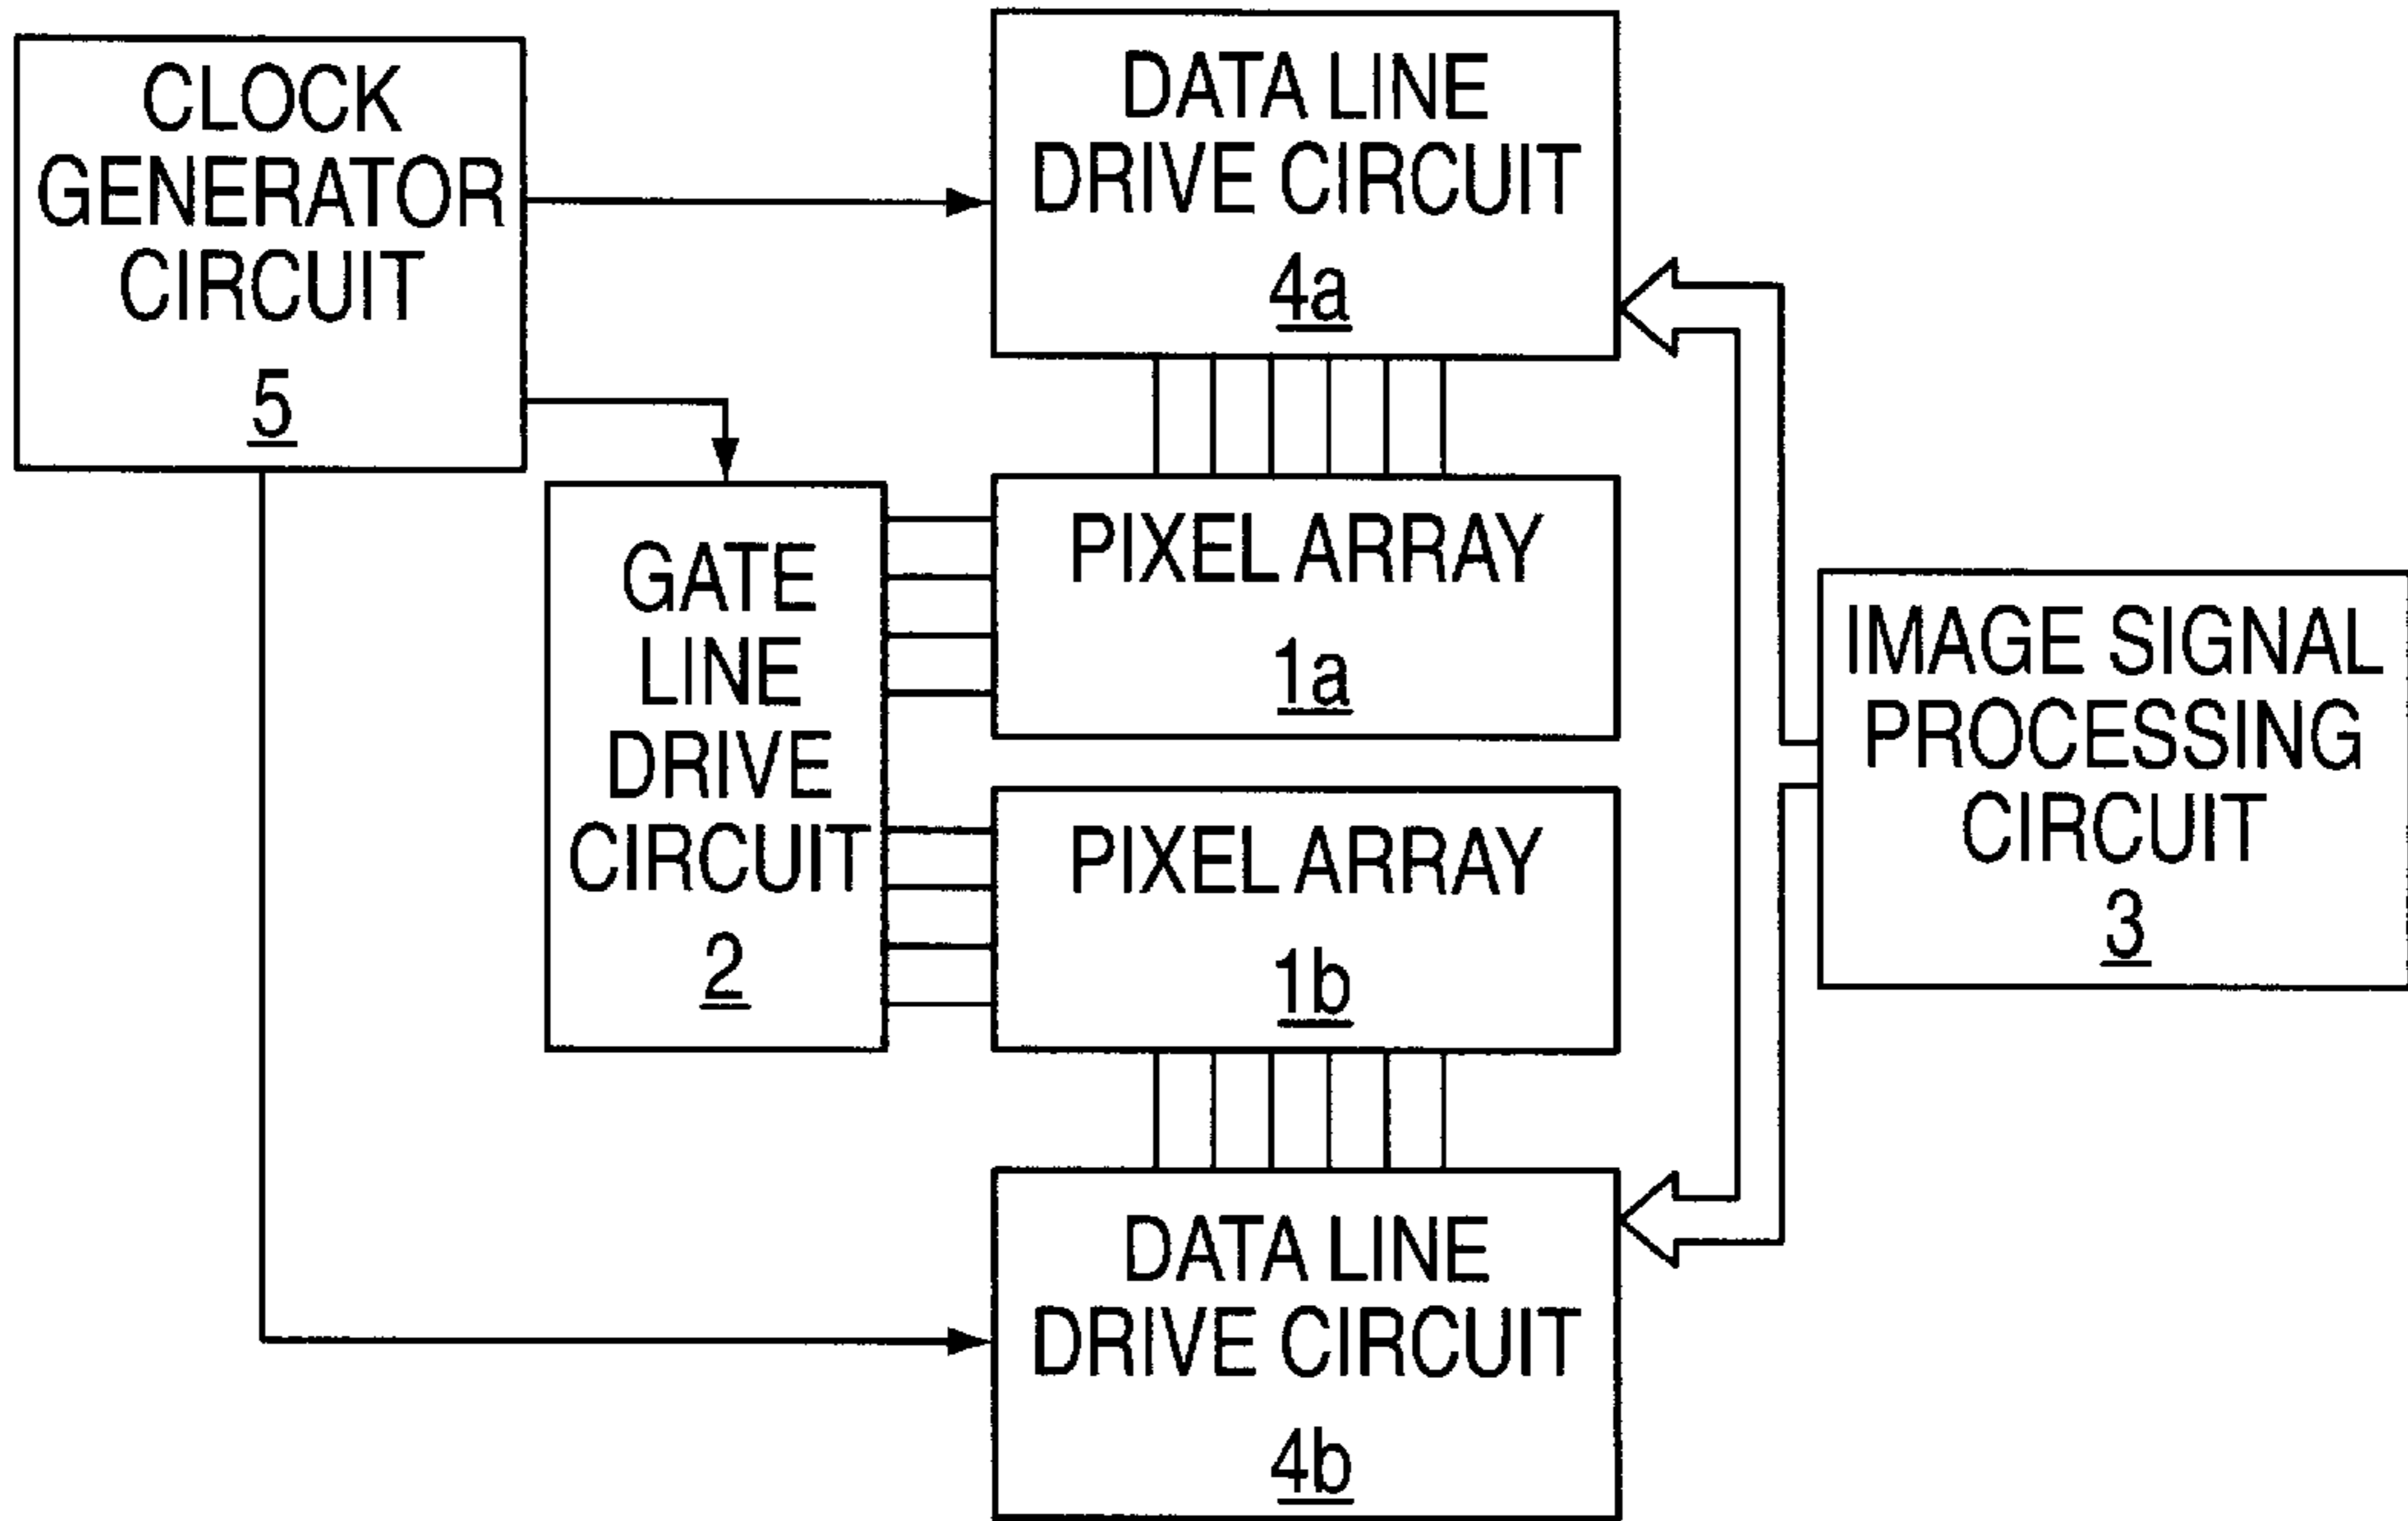 CLOCK
GENERATOR
CIRCUIT
5
DATA LINE
DRIVE CIRCUIT
4a
GATE
LINE
DRIVE
CIRCUIT
2
PIXEL ARRAY
1a
PIXEL ARRAY
1b
IMAGE SIGNAL
PROCESSING
CIRCUIT
3
DATA LINE
DRIVE CIRCUIT
4b